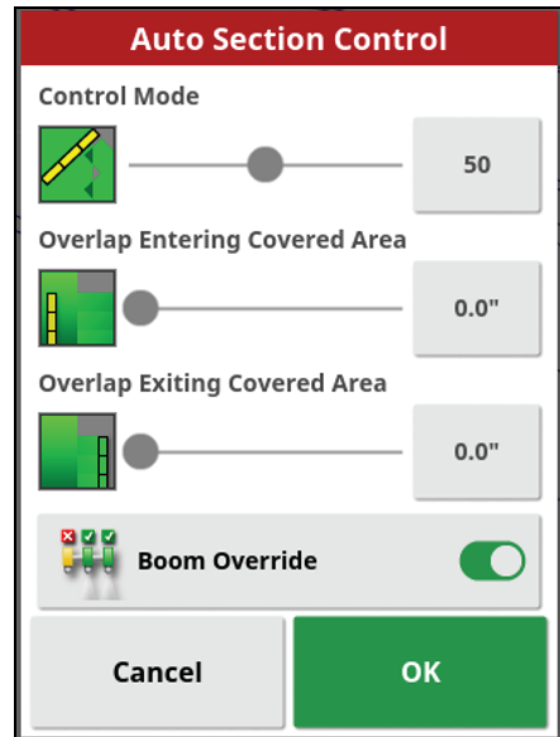 Auto Section Control
Control Mode
50
Overlap Entering Covered Area
0.0"
Overlap Exiting Covered Area
0.0"
Boom Override
Cancel
OK